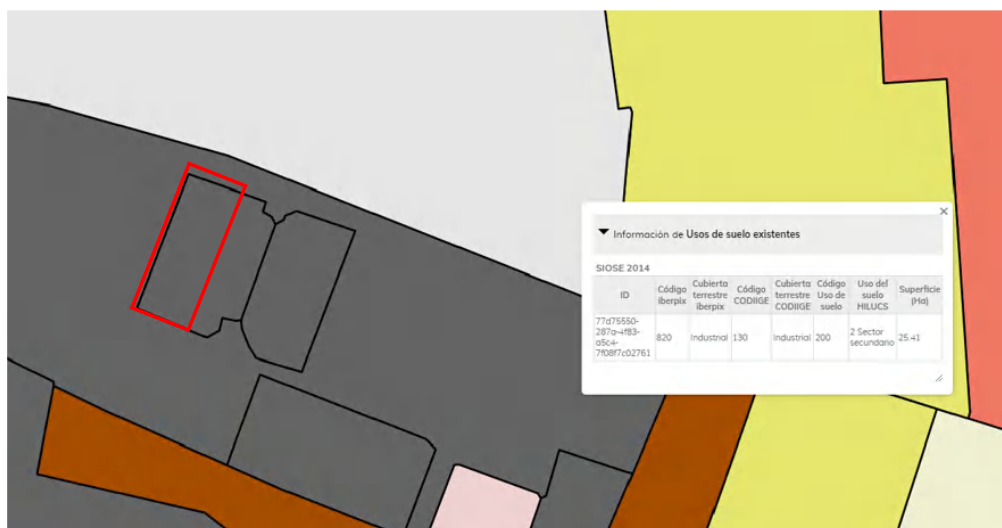 Información de Usos de suelo existentes
SIOSE 2014
ID Código iberpix Cubierta terrestre iberpix Código CODIIGE Cubierta terrestre CODIIGE Código Uso de suelo Uso del suelo HILUCS Superficie (Ha)
77d75550-287a-4f83-a5c4-7f08f7c02761 820 Industrial 130 Industrial 200 2 Sector secundario 25.41